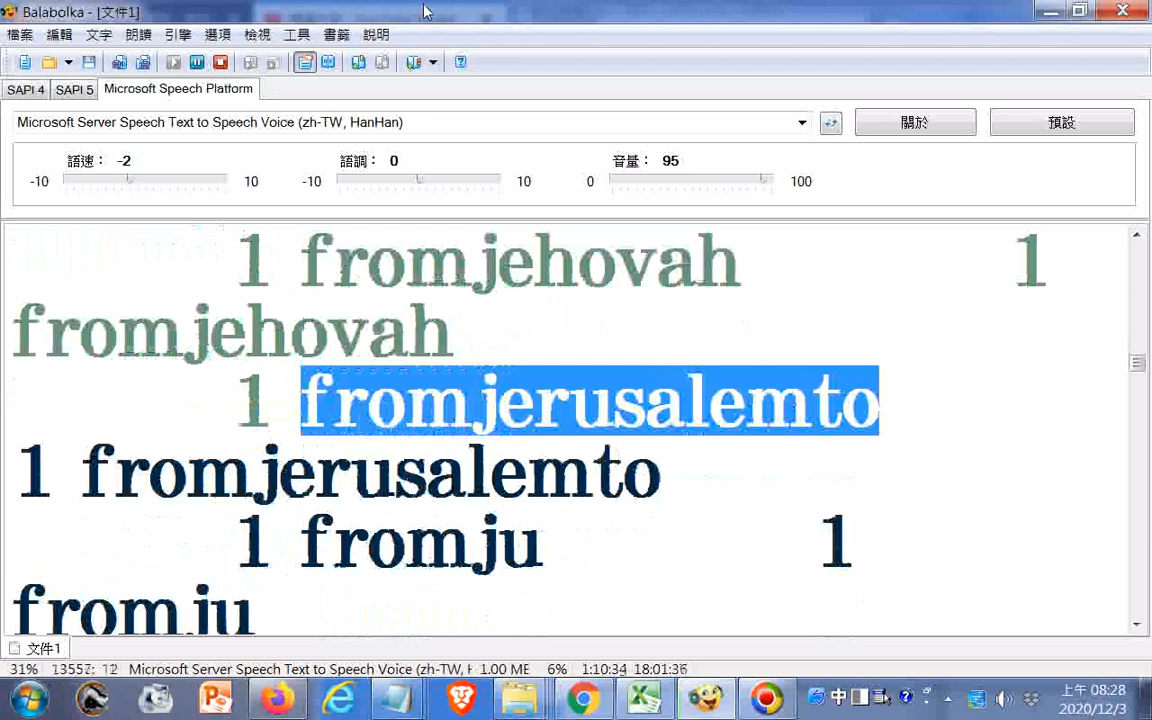 Balabolka - [文件1]
檔案 編輯 文字 朗讀 引擎 選項 檢視 工具 書籤 說明
SAPI 4 SAPI 5 Microsoft Speech Platform
Microsoft Server Speech Text to Speech Voice (zh-TW, HanHan) 關於 預設
語速： -2 語調： 0 音量： 95
-10 10 -10 10 0 100
1 fromjehovah 1
fromjehovah
1 fromjerusalemto
1 fromjerusalemto
1 fromju 1
fromju
文件1
31% 13557: 12 Microsoft Server Speech Text to Speech Voice (zh-TW, H 1.00 ME 6% 1:10:34 18:01:36
中 上午 08:28
2020/12/3